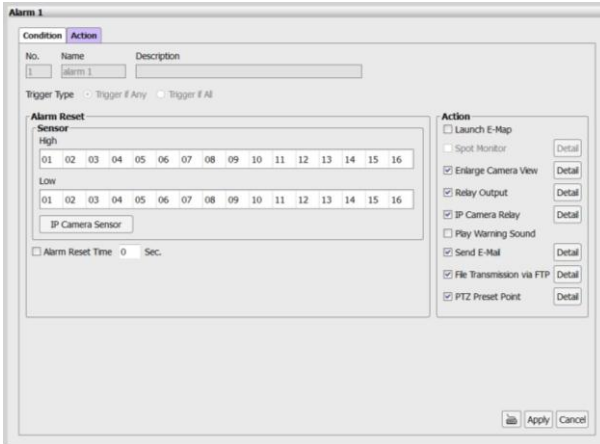 Alarm 1
Condition Action
No. Name Description
1 alarm 1
Trigger Type Trigger if Any Trigger if All
Alarm Reset
Sensor
High
01 02 03 04 05 06 07 08 09 10 11 12 13 14 15 16
Low
01 02 03 04 05 06 07 08 09 10 11 12 13 14 15 16
IP Camera Sensor
Alarm Reset Time 0 Sec.
Action
Launch E-Map
Spot Monitor Detail
Enlarge Camera View Detail
Relay Output Detail
IP Camera Relay Detail
Play Warning Sound
Send E-Mail Detail
File Transmission via FTP Detail
PTZ Preset Point Detail
Apply Cancel